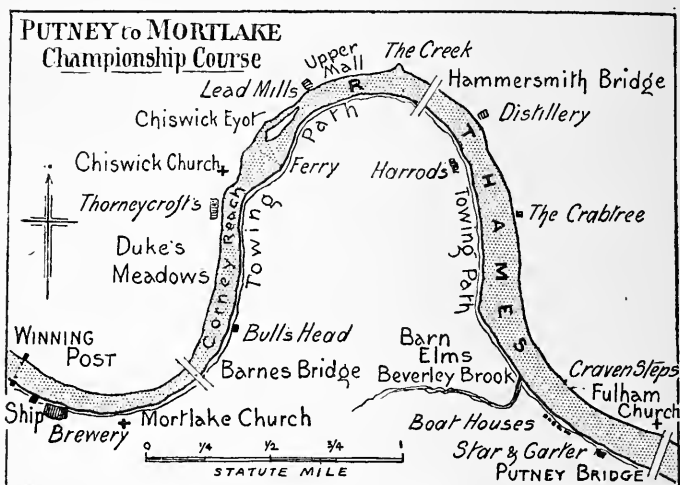 PUTNEY to MORTLAKE
Championship Course
The Creek
Upper
Mall
Lead Mills
R
Hammersmith Bridge
Chiswick Eyot
Path
Distillery
T
Chiswick Church
Ferry
Harrod's
H
Thorneycroft's
Corney Reach
Towing
Towing Path
A
The Crabtree
M
Duke's
Meadows
E
S
WINNING
POST
Bull's Head
Barnes Bridge
Barn
Elms
Beverley Brook
Craven Steps
Fulham
Church
Ship
Brewery
Mortlake Church
Boat Houses
Star & Garter
PUTNEY BRIDGE
0 1/4 1/2 3/4 1
STATUTE MILE